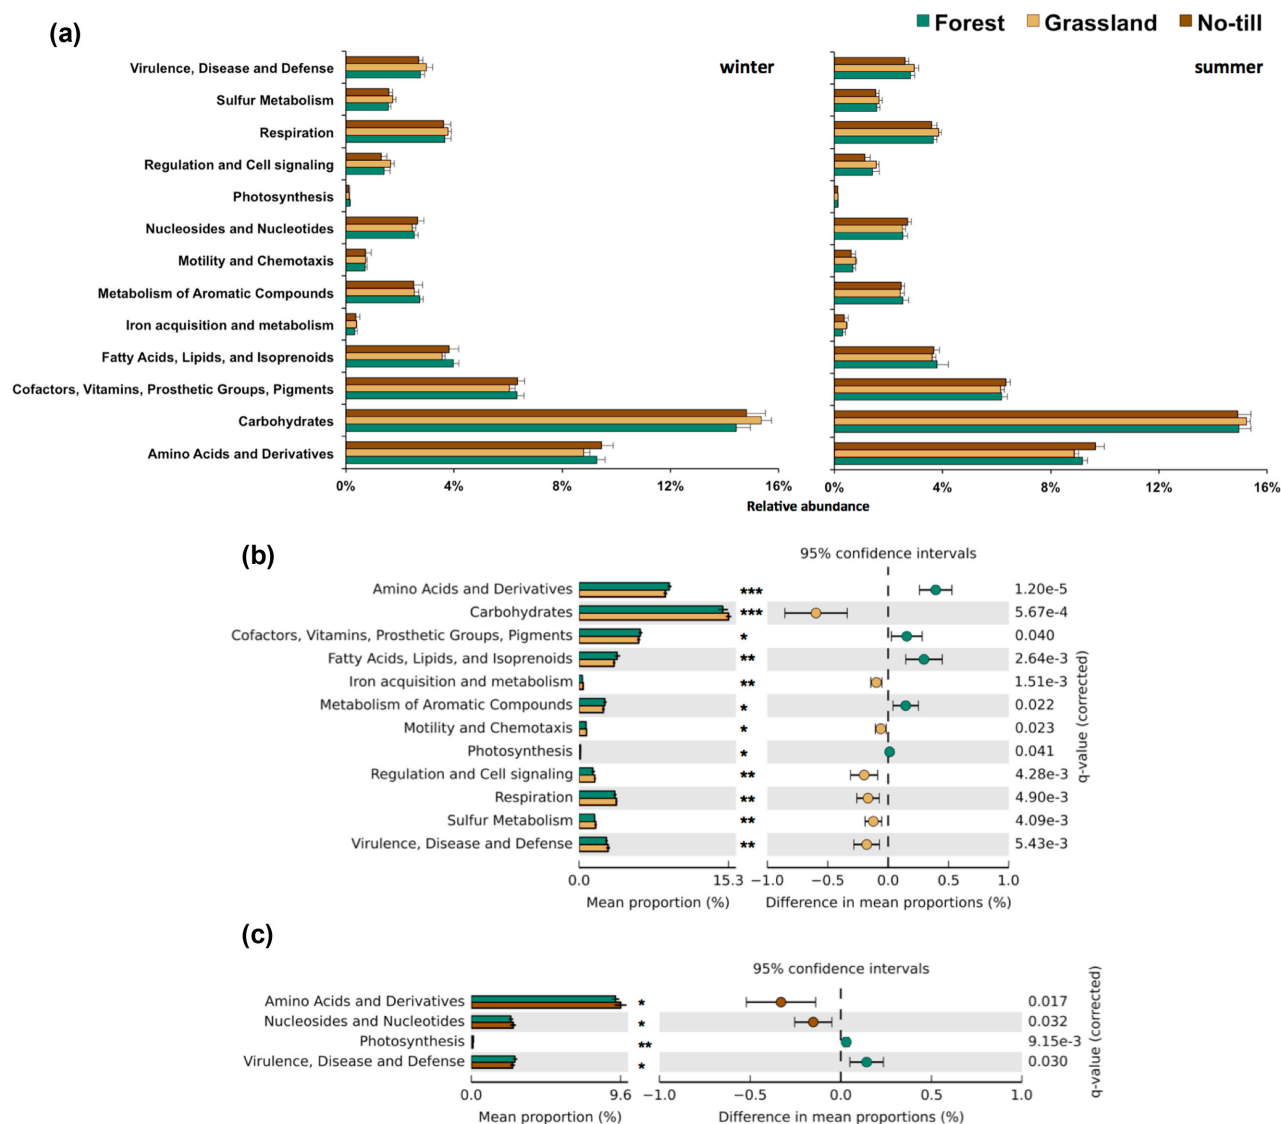 (a)
Forest Grassland No-till
winter
summer
Virulence, Disease and Defense
Sulfur Metabolism
Respiration
Regulation and Cell signaling
Photosynthesis
Nucleosides and Nucleotides
Motility and Chemotaxis
Metabolism of Aromatic Compounds
Iron acquisition and metabolism
Fatty Acids, Lipids, and Isoprenoids
Cofactors, Vitamins, Prosthetic Groups, Pigments
Carbohydrates
Amino Acids and Derivatives
0% 4% 8% 12% 16% 0% 4% 8% 12% 16%
Relative abundance
(b)
95% confidence intervals
Amino Acids and Derivatives *** 1.20e-5
Carbohydrates *** 5.67e-4
Cofactors, Vitamins, Prosthetic Groups, Pigments * 0.040
Fatty Acids, Lipids, and Isoprenoids ** 2.64e-3
Iron acquisition and metabolism ** 1.51e-3
Metabolism of Aromatic Compounds * 0.022
Motility and Chemotaxis * 0.023
Photosynthesis * 0.041
Regulation and Cell signaling ** 4.28e-3
Respiration ** 4.90e-3
Sulfur Metabolism ** 4.09e-3
Virulence, Disease and Defense ** 5.43e-3
q-value (corrected)
0.0 15.3 −1.0 −0.5 0.0 0.5 1.0
Mean proportion (%) Difference in mean proportions (%)
(c)
95% confidence intervals
Amino Acids and Derivatives * 0.017
Nucleosides and Nucleotides * 0.032
Photosynthesis ** 9.15e-3
Virulence, Disease and Defense * 0.030
q-value (corrected)
0.0 9.6 −1.0 −0.5 0.0 0.5 1.0
Mean proportion (%) Difference in mean proportions (%)